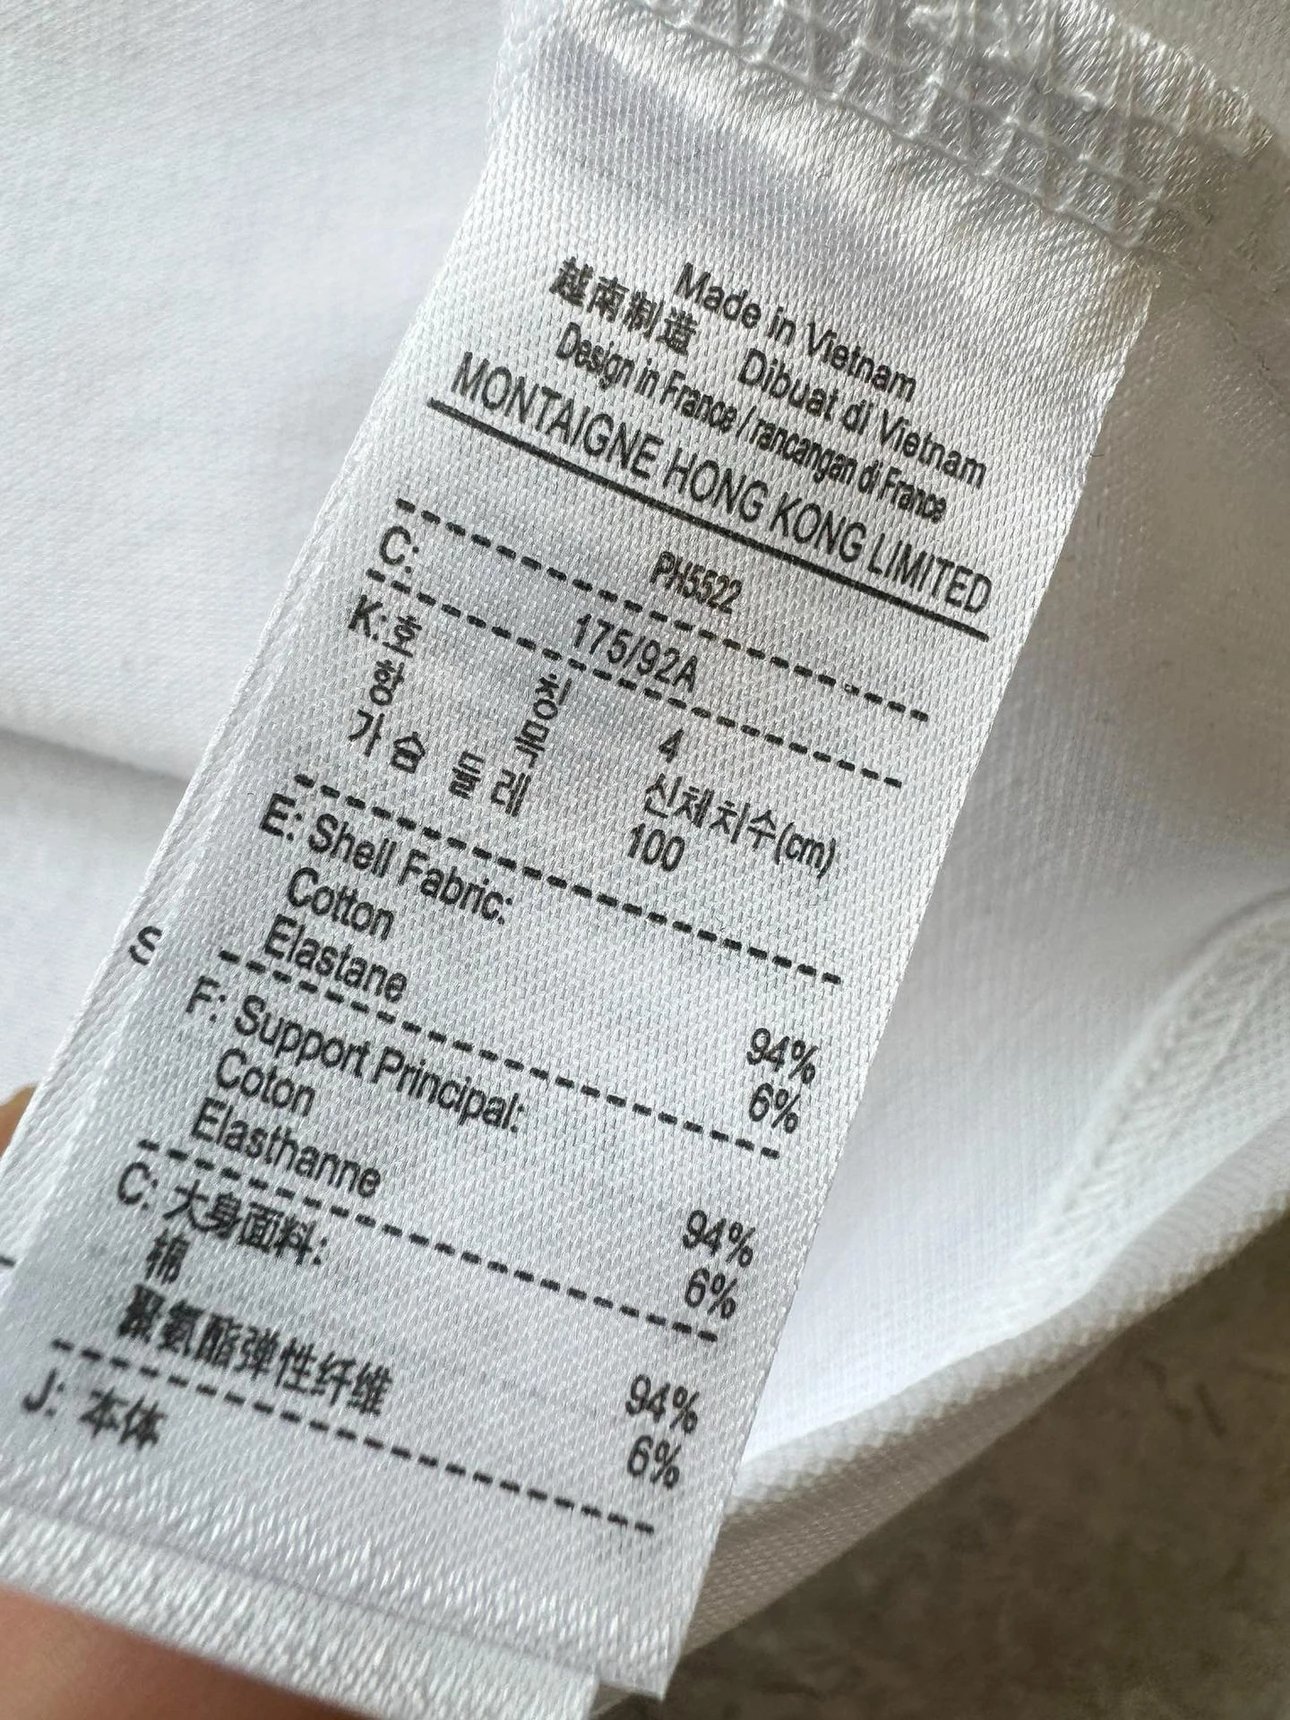 Made in Vietnam
越南制造 Dibuat di Vietnam
Design in France / rancangan di France
MONTAIGNE HONG KONG LIMITED
PH5522
C: 175/92A
K: 호칭 4
항목 신체치수(cm)
가슴둘레 100
E: Shell Fabric:
Cotton 94%
Elastane 6%
F: Support Principal:
Coton 94%
Elasthanne 6%
C: 大身面料:
棉 94%
聚氨酯弹性纤维 6%
J: 本体
S